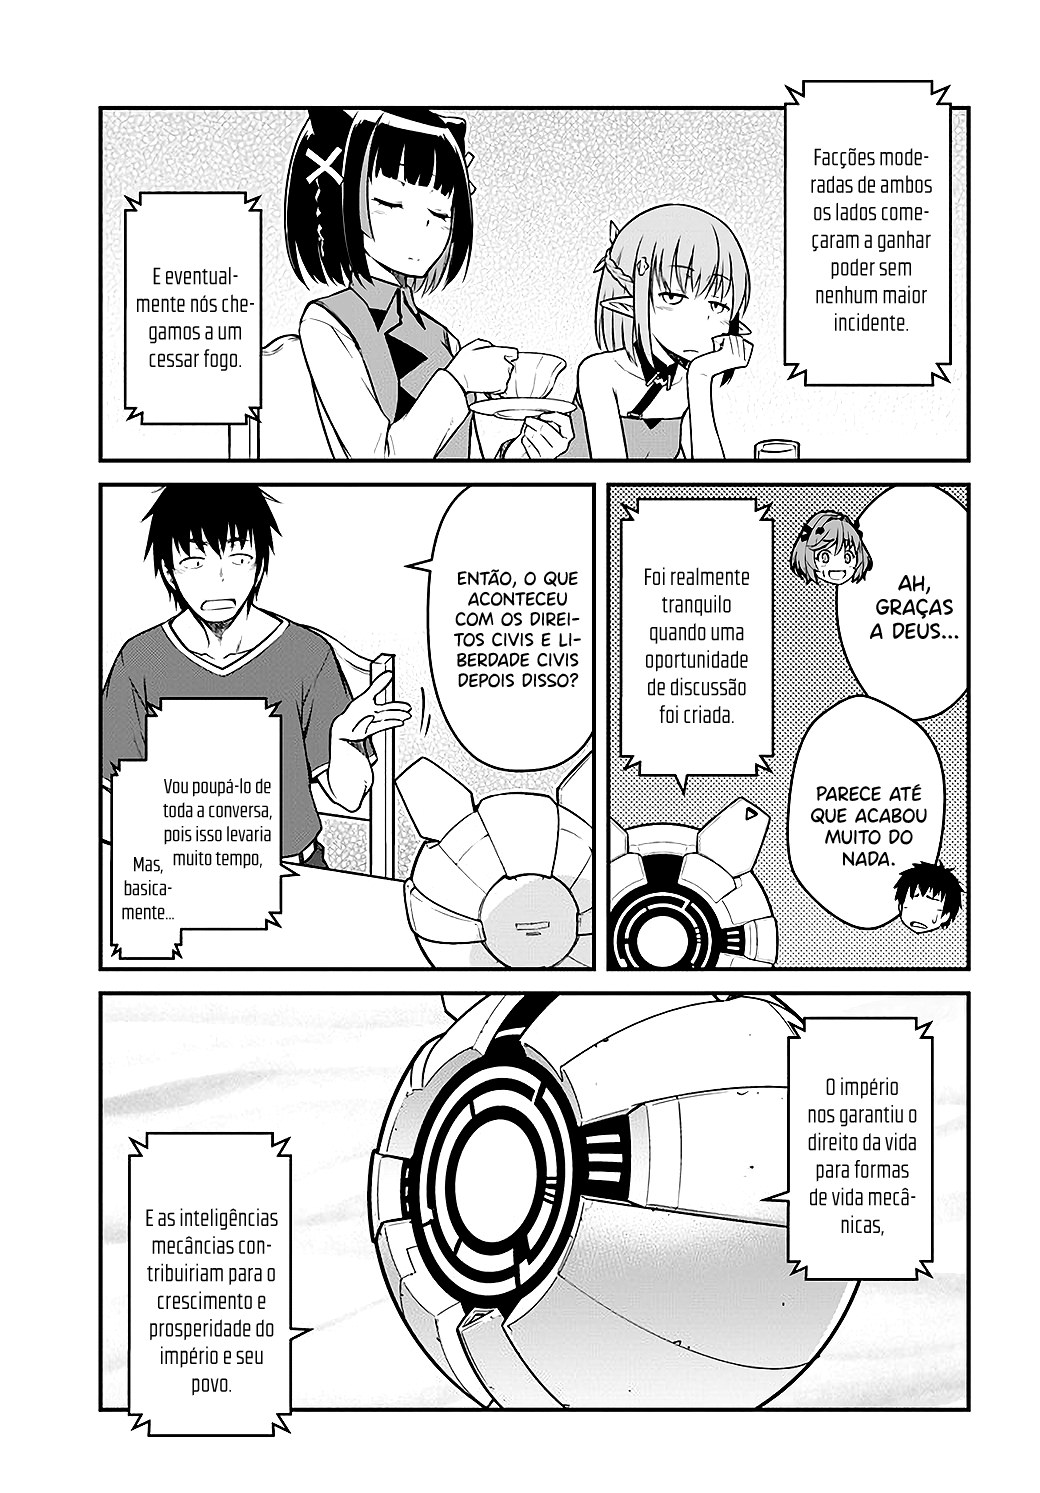 Facções mode-
radas de ambos
os lados come-
çaram a ganhar
poder sem
nenhum maior
incidente.
E eventual-
mente nós che-
gamos a um
cessar fogo.
AH,
GRAÇAS
A DEUS...
Foi realmente
tranquilo
quando uma
oportunidade
de discussão
foi criada.
PARECE ATÉ
QUE ACABOU
MUITO DO
NADA.
ENTÃO, O QUE
ACONTECEU
COM OS DIREI-
TOS CIVIS E LI-
BERDADE CIVIS
DEPOIS DISSO?
Vou poupá-lo de
toda a conversa,
pois isso levaria
muito tempo,
Mas,
basica-
mente...
O império
nos garantiu o
direito da vida
para formas
de vida mecâ-
nicas,
E as inteligências
mecâncias con-
tribuiriam para o
crescimento e
prosperidade do
império e seu
povo.